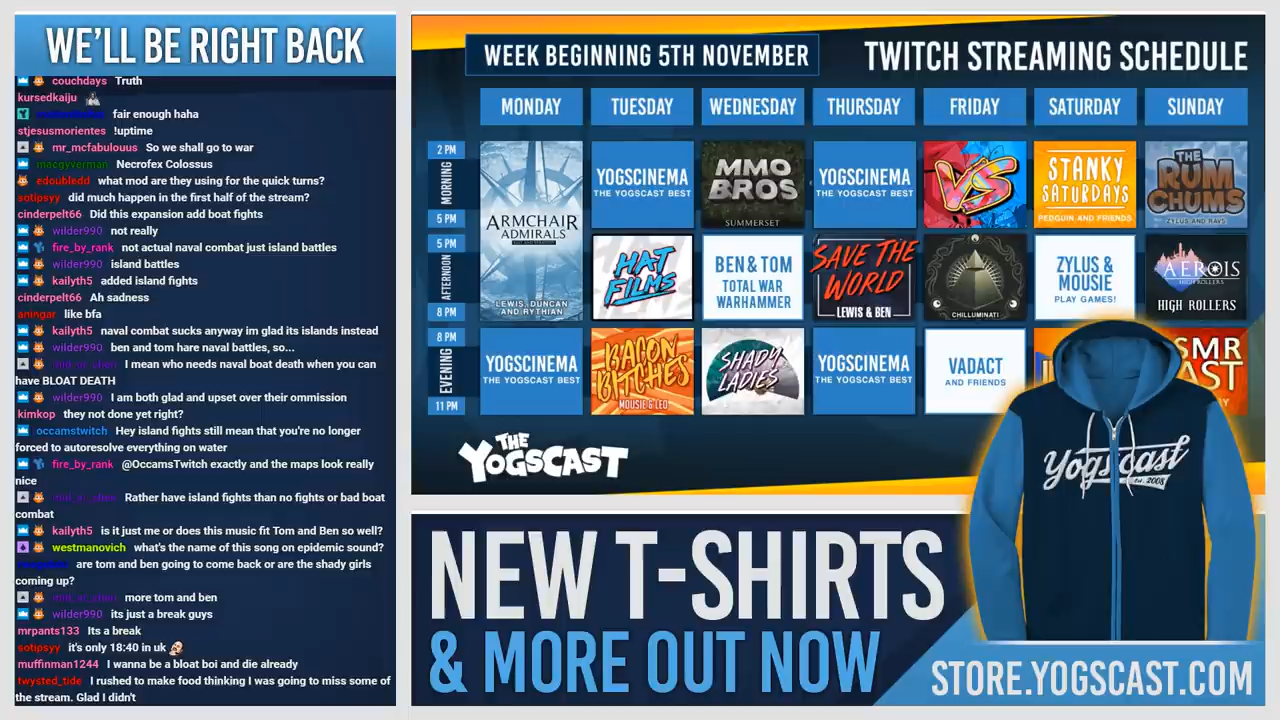 WE'LL BE RIGHT BACK
couchdays Truth
kursedkaiju
fair enough haha
stjesusmorientes !uptime
mr_mcfabulouus So we shall go to war
macgyverman Necrofex Colossus
edoubledd what mod are they using for the quick turns?
sotipsyy did much happen in the first half of the stream?
cinderpelt66 Did this expansion add boat fights
wilder990 not really
fire_by_rank not actual naval combat just island battles
wilder990 island battles
kailyth5 added island fights
cinderpelt66 Ah sadness
aningar like bfa
kailyth5 naval combat sucks anyway im glad its islands instead
wilder990 ben and tom hare naval battles, so...
I mean who needs naval boat death when you can
have BLOAT DEATH
wilder990 I am both glad and upset over their ommission
kimkop they not done yet right?
occamstwitch Hey island fights still mean that you're no longer
forced to autoresolve everything on water
fire_by_rank @OccamsTwitch exactly and the maps look really
nice
Rather have island fights than no fights or bad boat
combat
kailyth5 is it just me or does this music fit Tom and Ben so well?
westmanovich what's the name of this song on epidemic sound?
are tom and ben going to come back or are the shady girls
coming up?
more tom and ben
wilder990 its just a break guys
mrpants133 Its a break
sotipsyy it's only 18:40 in uk
muffinman1244 I wanna be a bloat boi and die already
twysted_tide I rushed to make food thinking I was going to miss some of
the stream. Glad I didn't
WEEK BEGINNING 5TH NOVEMBER
TWITCH STREAMING SCHEDULE
MONDAY TUESDAY WEDNESDAY THURSDAY FRIDAY SATURDAY SUNDAY
2 PM
MORNING
5 PM
5 PM
AFTERNOON
8 PM
8 PM
EVENING
11 PM
ARMCHAIR
ADMIRALS
LEWIS, DUNCAN
AND RYTHIAN
YOGSCINEMA
THE YOGSCAST BEST
MMO
BROS
SUMMERSET
YOGSCINEMA
THE YOGSCAST BEST
VS
STANKY
SATURDAYS
PEDGUIN AND FRIENDS
THE
RUM
CHUMS
ZYLUS AND RAVS
HAT
FILMS
BEN & TOM
TOTAL WAR
WARHAMMER
SAVE THE
WORLD
LEWIS & BEN
CHILLUMINATI
ZYLUS &
MOUSIE
PLAY GAMES!
AEROIS
HIGH ROLLERS
HIGH ROLLERS
YOGSCINEMA
THE YOGSCAST BEST
BACON
BITCHES
MOUSIE & LEO
SHADY
LADIES
YOGSCINEMA
THE YOGSCAST BEST
VADACT
AND FRIENDS
THE
YOGSCAST
Yogscast
est. 2008
NEW T-SHIRTS
& MORE OUT NOW
STORE.YOGSCAST.COM